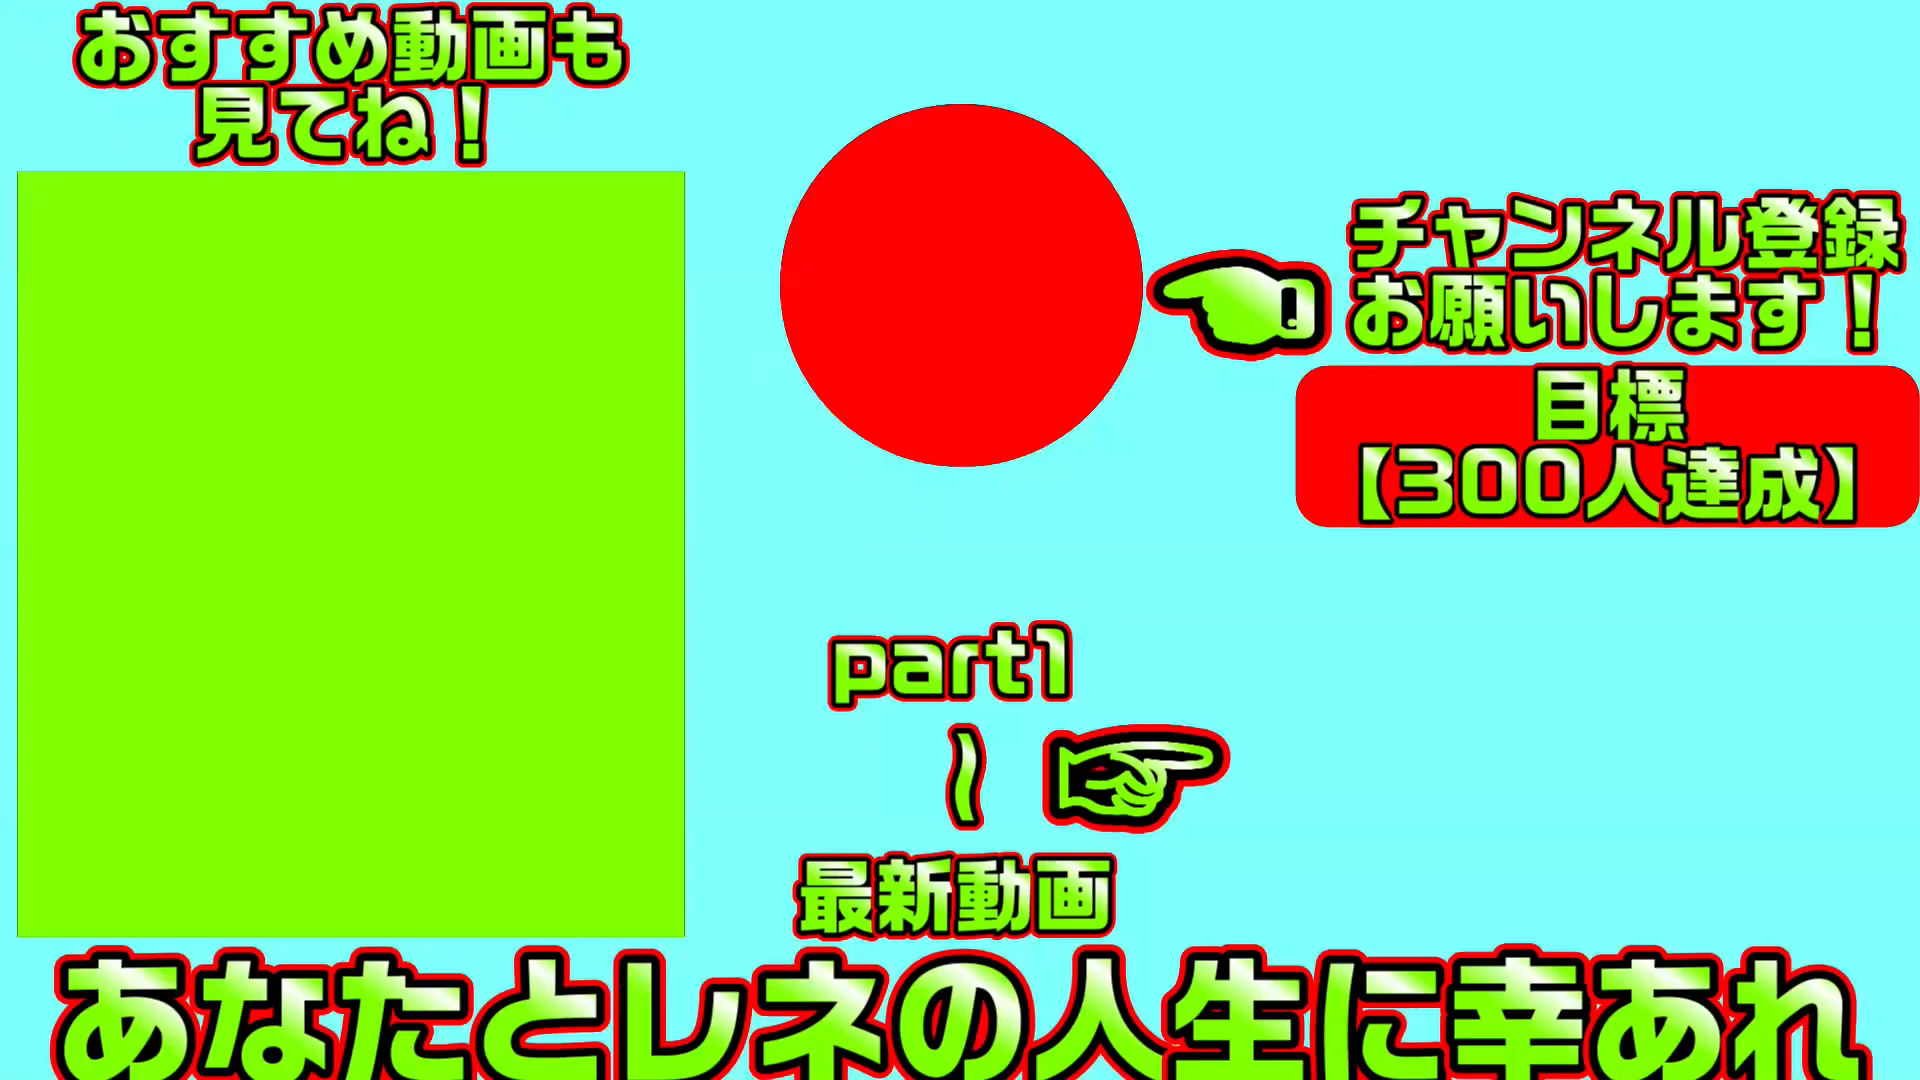 おすすめ動画も
見てね！
チャンネル登録
お願いします！
目標
【300人達成】
part1
〜
最新動画
あなたとレネの人生に幸あれ